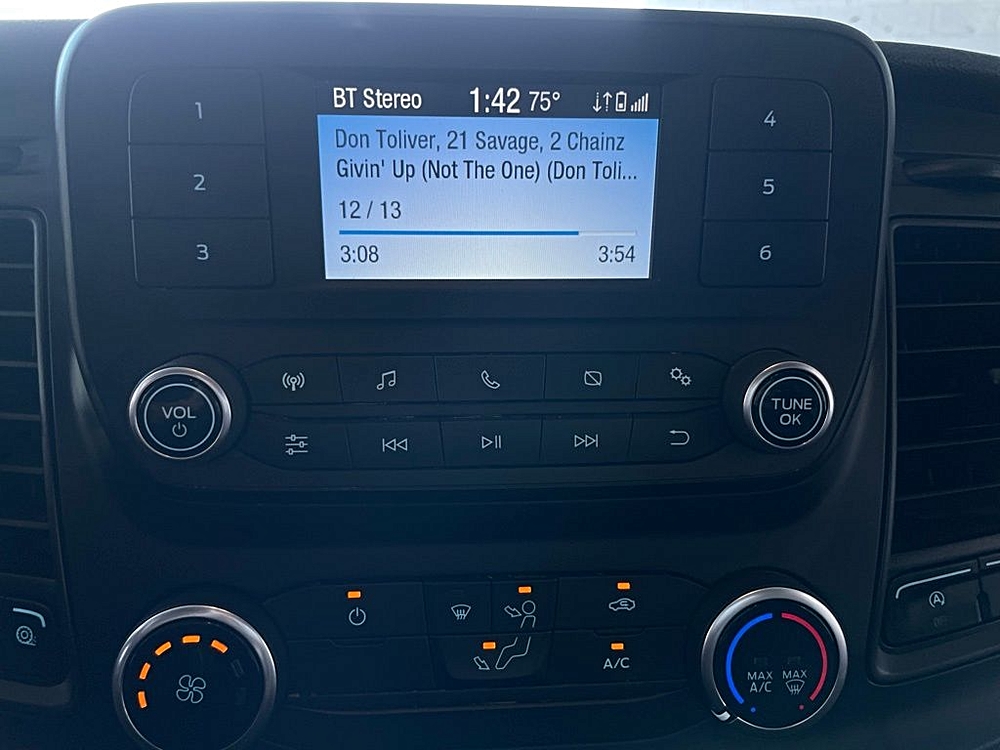 BT Stereo 1:42 75°
Don Toliver, 21 Savage, 2 Chainz
Givin' Up (Not The One) (Don Toli...
12 / 13
3:08 3:54
1
2
3
4
5
6
VOL
TUNE
OK
A/C
MAX
A/C
MAX
A